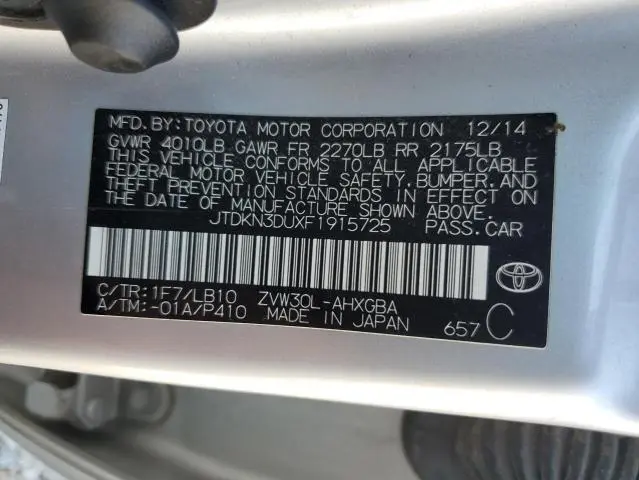 MFD.BY:TOYOTA MOTOR CORPORATION 12/14
GVWR 4010LB GAWR FR 2270LB RR 2175LB
THIS VEHICLE CONFORMS TO ALL APPLICABLE
FEDERAL MOTOR VEHICLE SAFETY,BUMPER,AND
THEFT PREVENTION STANDARDS IN EFFECT ON
THE DATE OF MANUFACTURE SHOWN ABOVE.
JTDKN3DUXF1915725 PASS.CAR
C/TR:1F7/LB10 ZVW30L-AHXGBA
A/TM:-01A/P410 MADE IN JAPAN 657 C
TOYOTA